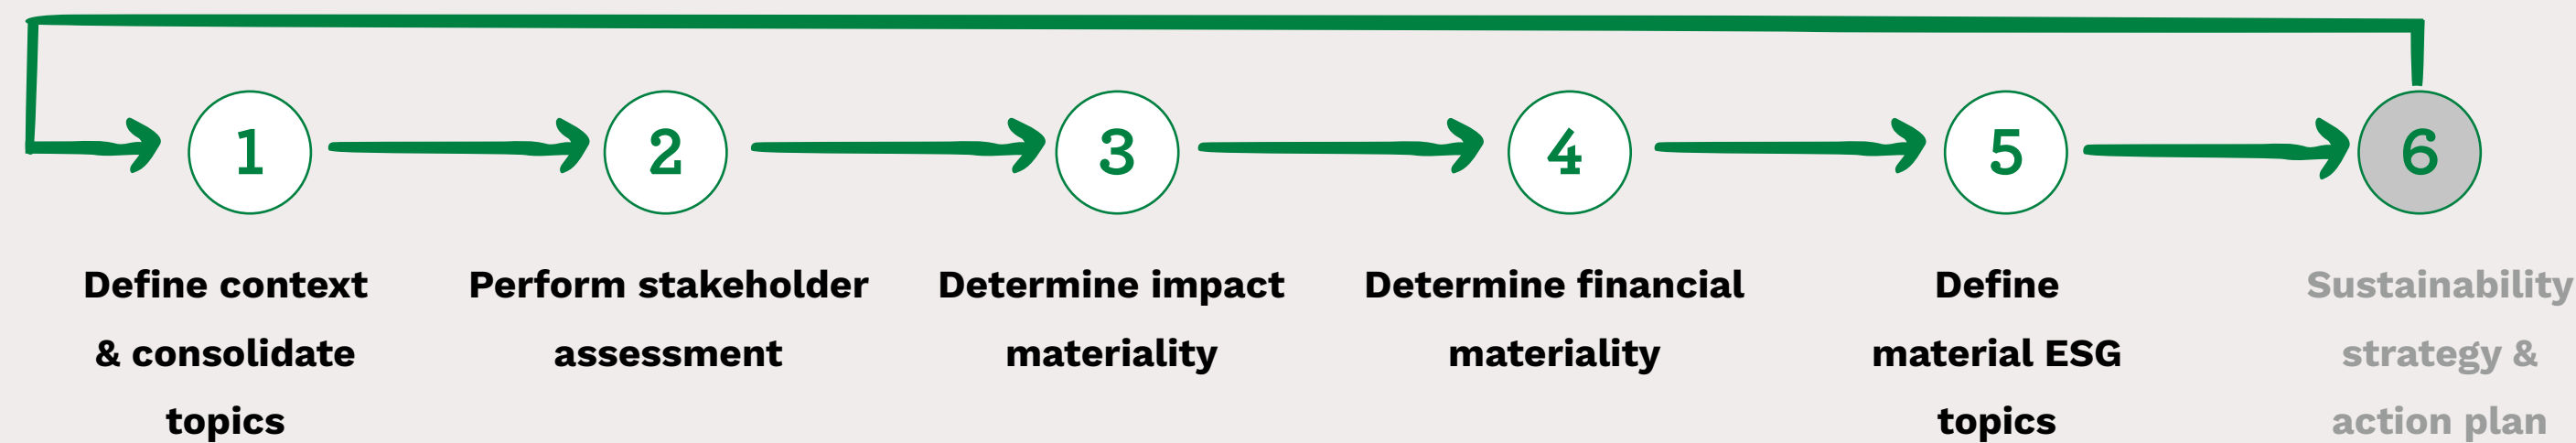 1
2
3
4
5
6
Define context
& consolidate
topics
Perform stakeholder
assessment
Determine impact
materiality
Determine financial
materiality
Define
material ESG
topics
Sustainability
strategy &
action plan